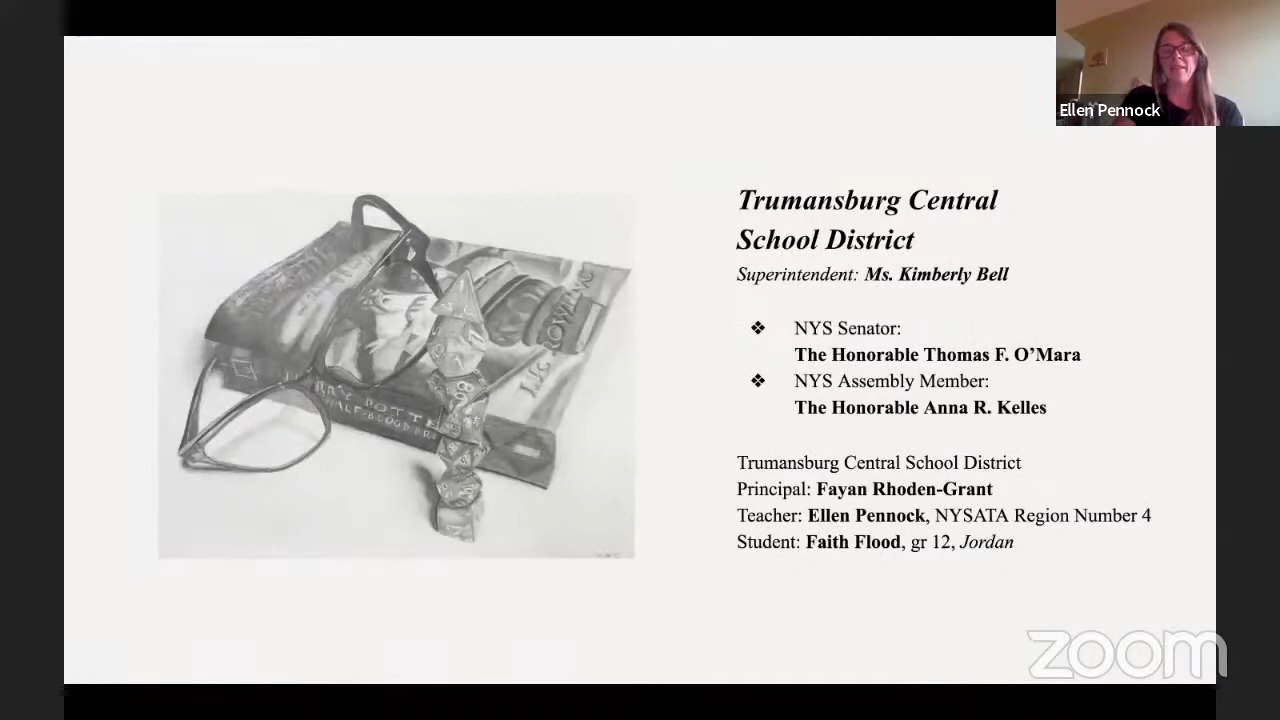 Ellen Pennock
Trumansburg Central
School District
Superintendent: Ms. Kimberly Bell
❖ NYS Senator:
The Honorable Thomas F. O’Mara
❖ NYS Assembly Member:
The Honorable Anna R. Kelles
Trumansburg Central School District
Principal: Fayan Rhoden-Grant
Teacher: Ellen Pennock, NYSATA Region Number 4
Student: Faith Flood, gr 12, Jordan
J.K. ROWLING
RRY POTTE
HALF-BLOOD PRI
zoom